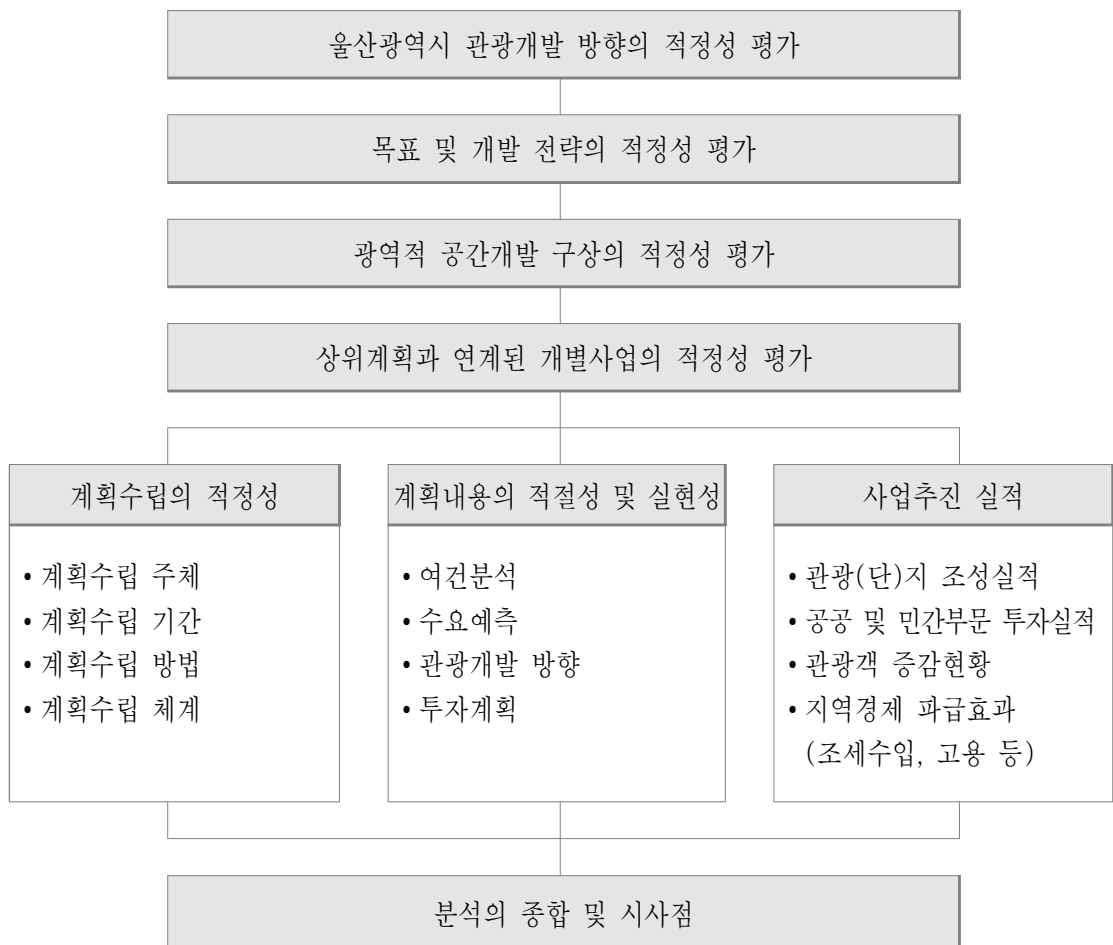 울산광역시 관광개발 방향의 적정성 평가
목표 및 개발 전략의 적정성 평가
광역적 공간개발 구상의 적정성 평가
상위계획과 연계된 개별사업의 적정성 평가
계획수립의 적정성
• 계획수립 주체
• 계획수립 기간
• 계획수립 방법
• 계획수립 체계
계획내용의 적절성 및 실현성
• 여건분석
• 수요예측
• 관광개발 방향
• 투자계획
사업추진 실적
• 관광(단)지 조성실적
• 공공 및 민간부문 투자실적
• 관광객 증감현황
• 지역경제 파급효과
(조세수입, 고용 등)
분석의 종합 및 시사점